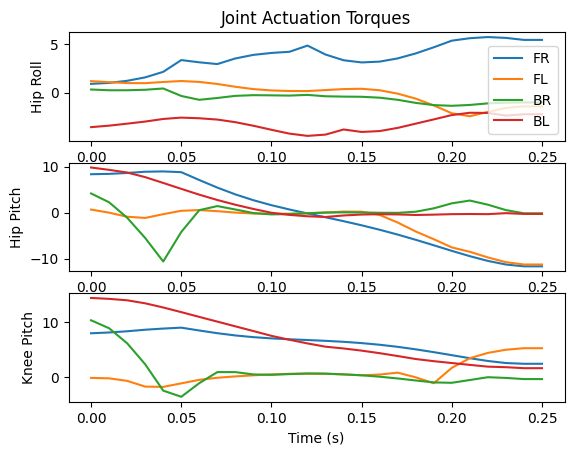 Joint Actuation Torques
Hip Roll
5
0
FR
FL
BR
BL
0.00 0.05 0.10 0.15 0.20 0.25
Hip Pitch
10
0
−10
0.00 0.05 0.10 0.15 0.20 0.25
Knee Pitch
10
0
0.00 0.05 0.10 0.15 0.20 0.25
Time (s)